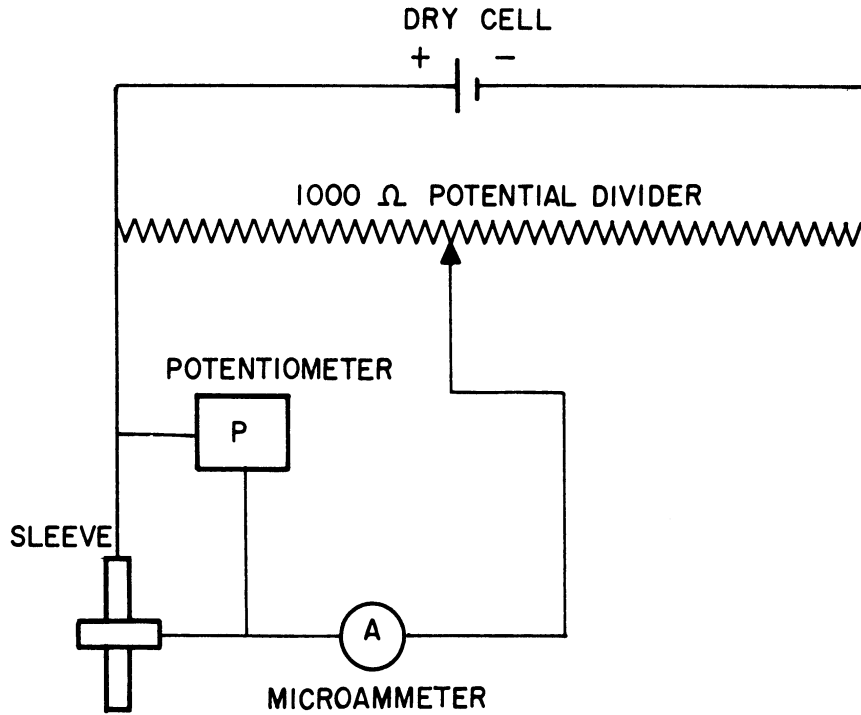 DRY CELL
+ −
1000 Ω POTENTIAL DIVIDER
POTENTIOMETER
P
SLEEVE
A
MICROAMMETER